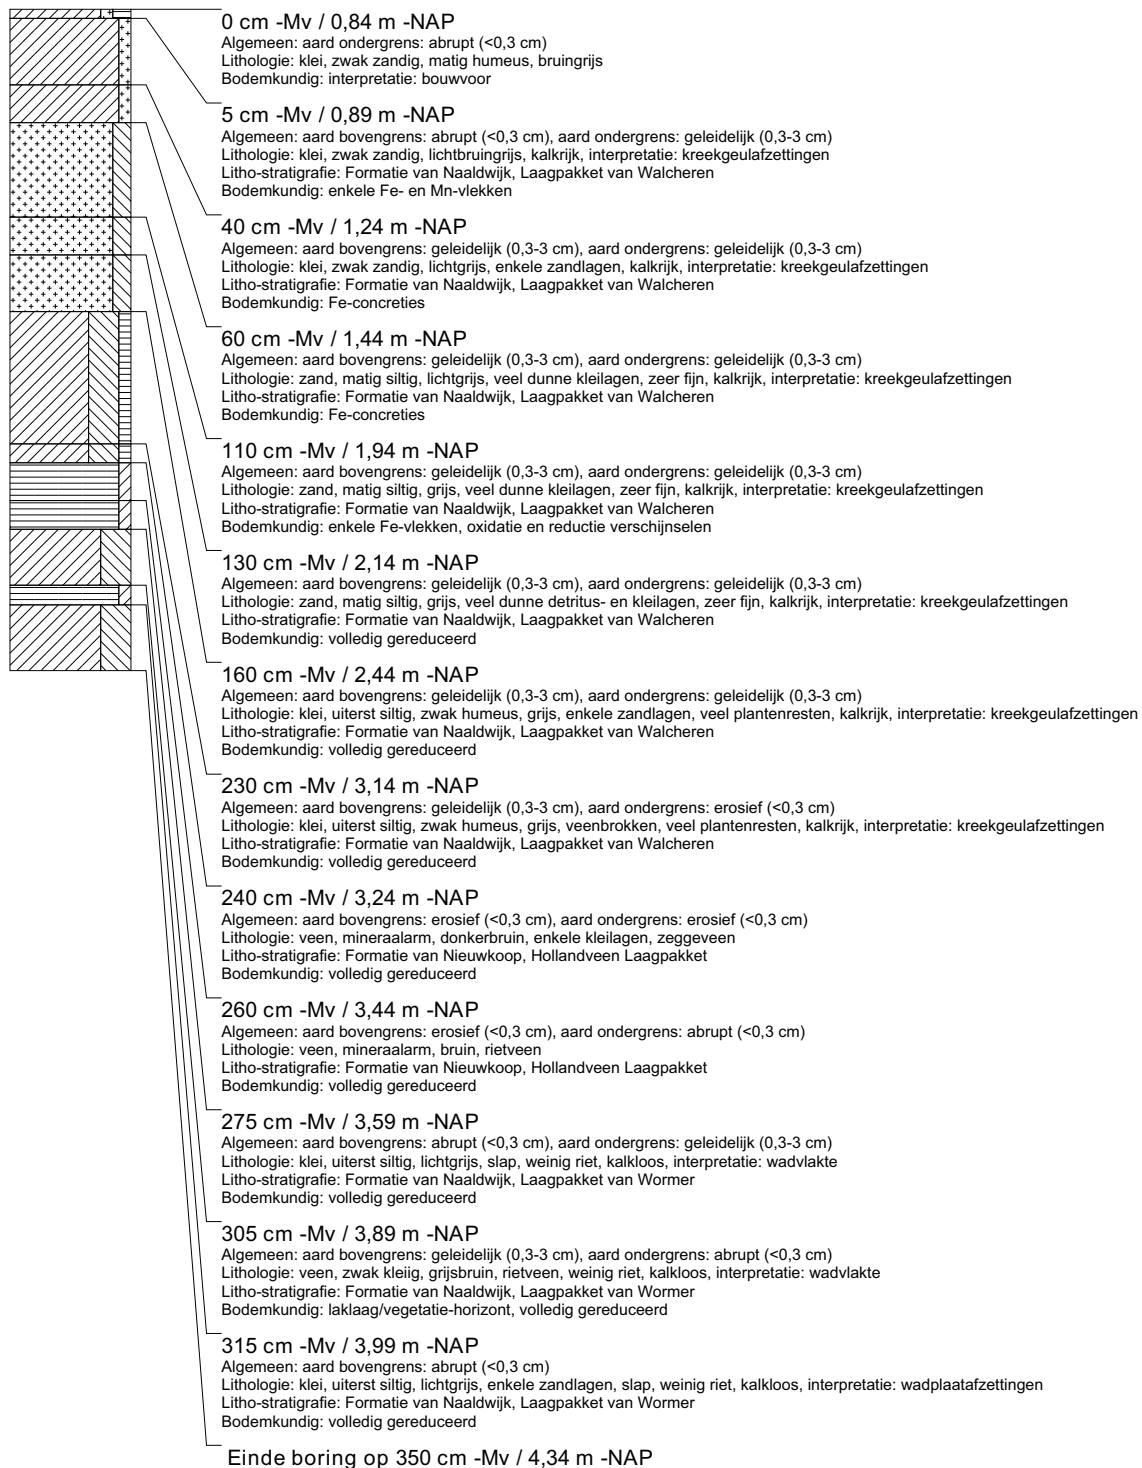 0 cm -Mv / 0,84 m -NAP
Algemeen: aard ondergrens: abrupt (<0,3 cm)
Lithologie: klei, zwak zandig, matig humeus, bruingrijs
Bodemkundig: interpretatie: bouwvoor
5 cm -Mv / 0,89 m -NAP
Algemeen: aard bovengrens: abrupt (<0,3 cm), aard ondergrens: geleidelijk (0,3-3 cm)
Lithologie: klei, zwak zandig, lichtbruingrijs, kalkrijk, interpretatie: kreekgeulafzettingen
Litho-stratigrafie: Formatie van Naaldwijk, Laagpakket van Walcheren
Bodemkundig: enkele Fe- en Mn-vlekken
40 cm -Mv / 1,24 m -NAP
Algemeen: aard bovengrens: geleidelijk (0,3-3 cm), aard ondergrens: geleidelijk (0,3-3 cm)
Lithologie: klei, zwak zandig, lichtgrijs, enkele zandlagen, kalkrijk, interpretatie: kreekgeulafzettingen
Litho-stratigrafie: Formatie van Naaldwijk, Laagpakket van Walcheren
Bodemkundig: Fe-concreties
60 cm -Mv / 1,44 m -NAP
Algemeen: aard bovengrens: geleidelijk (0,3-3 cm), aard ondergrens: geleidelijk (0,3-3 cm)
Lithologie: zand, matig siltig, lichtgrijs, veel dunne kleilagen, zeer fijn, kalkrijk, interpretatie: kreekgeulafzettingen
Litho-stratigrafie: Formatie van Naaldwijk, Laagpakket van Walcheren
Bodemkundig: Fe-concreties
110 cm -Mv / 1,94 m -NAP
Algemeen: aard bovengrens: geleidelijk (0,3-3 cm), aard ondergrens: geleidelijk (0,3-3 cm)
Lithologie: zand, matig siltig, grijs, veel dunne kleilagen, zeer fijn, kalkrijk, interpretatie: kreekgeulafzettingen
Litho-stratigrafie: Formatie van Naaldwijk, Laagpakket van Walcheren
Bodemkundig: enkele Fe-vlekken, oxidatie en reductie verschijnselen
130 cm -Mv / 2,14 m -NAP
Algemeen: aard bovengrens: geleidelijk (0,3-3 cm), aard ondergrens: geleidelijk (0,3-3 cm)
Lithologie: zand, matig siltig, grijs, veel dunne detritus- en kleilagen, zeer fijn, kalkrijk, interpretatie: kreekgeulafzettingen
Litho-stratigrafie: Formatie van Naaldwijk, Laagpakket van Walcheren
Bodemkundig: volledig gereduceerd
160 cm -Mv / 2,44 m -NAP
Algemeen: aard bovengrens: geleidelijk (0,3-3 cm), aard ondergrens: geleidelijk (0,3-3 cm)
Lithologie: klei, uiterst siltig, zwak humeus, grijs, enkele zandlagen, veel plantenresten, kalkrijk, interpretatie: kreekgeulafzettingen
Litho-stratigrafie: Formatie van Naaldwijk, Laagpakket van Walcheren
Bodemkundig: volledig gereduceerd
230 cm -Mv / 3,14 m -NAP
Algemeen: aard bovengrens: geleidelijk (0,3-3 cm), aard ondergrens: erosief (<0,3 cm)
Lithologie: klei, uiterst siltig, zwak humeus, grijs, veenbrokken, veel plantenresten, kalkrijk, interpretatie: kreekgeulafzettingen
Litho-stratigrafie: Formatie van Naaldwijk, Laagpakket van Walcheren
Bodemkundig: volledig gereduceerd
240 cm -Mv / 3,24 m -NAP
Algemeen: aard bovengrens: erosief (<0,3 cm), aard ondergrens: erosief (<0,3 cm)
Lithologie: veen, mineraalarm, donkerbruin, enkele kleilagen, zeggeveen
Litho-stratigrafie: Formatie van Nieuwkoop, Hollandveen Laagpakket
Bodemkundig: volledig gereduceerd
260 cm -Mv / 3,44 m -NAP
Algemeen: aard bovengrens: erosief (<0,3 cm), aard ondergrens: abrupt (<0,3 cm)
Lithologie: veen, mineraalarm, bruin, rietveen
Litho-stratigrafie: Formatie van Nieuwkoop, Hollandveen Laagpakket
Bodemkundig: volledig gereduceerd
275 cm -Mv / 3,59 m -NAP
Algemeen: aard bovengrens: abrupt (<0,3 cm), aard ondergrens: geleidelijk (0,3-3 cm)
Lithologie: klei, uiterst siltig, lichtgrijs, slap, weinig riet, kalkloos, interpretatie: wadvlakte
Litho-stratigrafie: Formatie van Naaldwijk, Laagpakket van Wormer
Bodemkundig: volledig gereduceerd
305 cm -Mv / 3,89 m -NAP
Algemeen: aard bovengrens: geleidelijk (0,3-3 cm), aard ondergrens: abrupt (<0,3 cm)
Lithologie: veen, zwak kleiig, grijsbruin, rietveen, weinig riet, kalkloos, interpretatie: wadvlakte
Litho-stratigrafie: Formatie van Naaldwijk, Laagpakket van Wormer
Bodemkundig: laklaag/vegetatie-horizont, volledig gereduceerd
315 cm -Mv / 3,99 m -NAP
Algemeen: aard bovengrens: abrupt (<0,3 cm)
Lithologie: klei, uiterst siltig, lichtgrijs, enkele zandlagen, slap, weinig riet, kalkloos, interpretatie: wadplaatafzettingen
Litho-stratigrafie: Formatie van Naaldwijk, Laagpakket van Wormer
Bodemkundig: volledig gereduceerd
Einde boring op 350 cm -Mv / 4,34 m -NAP